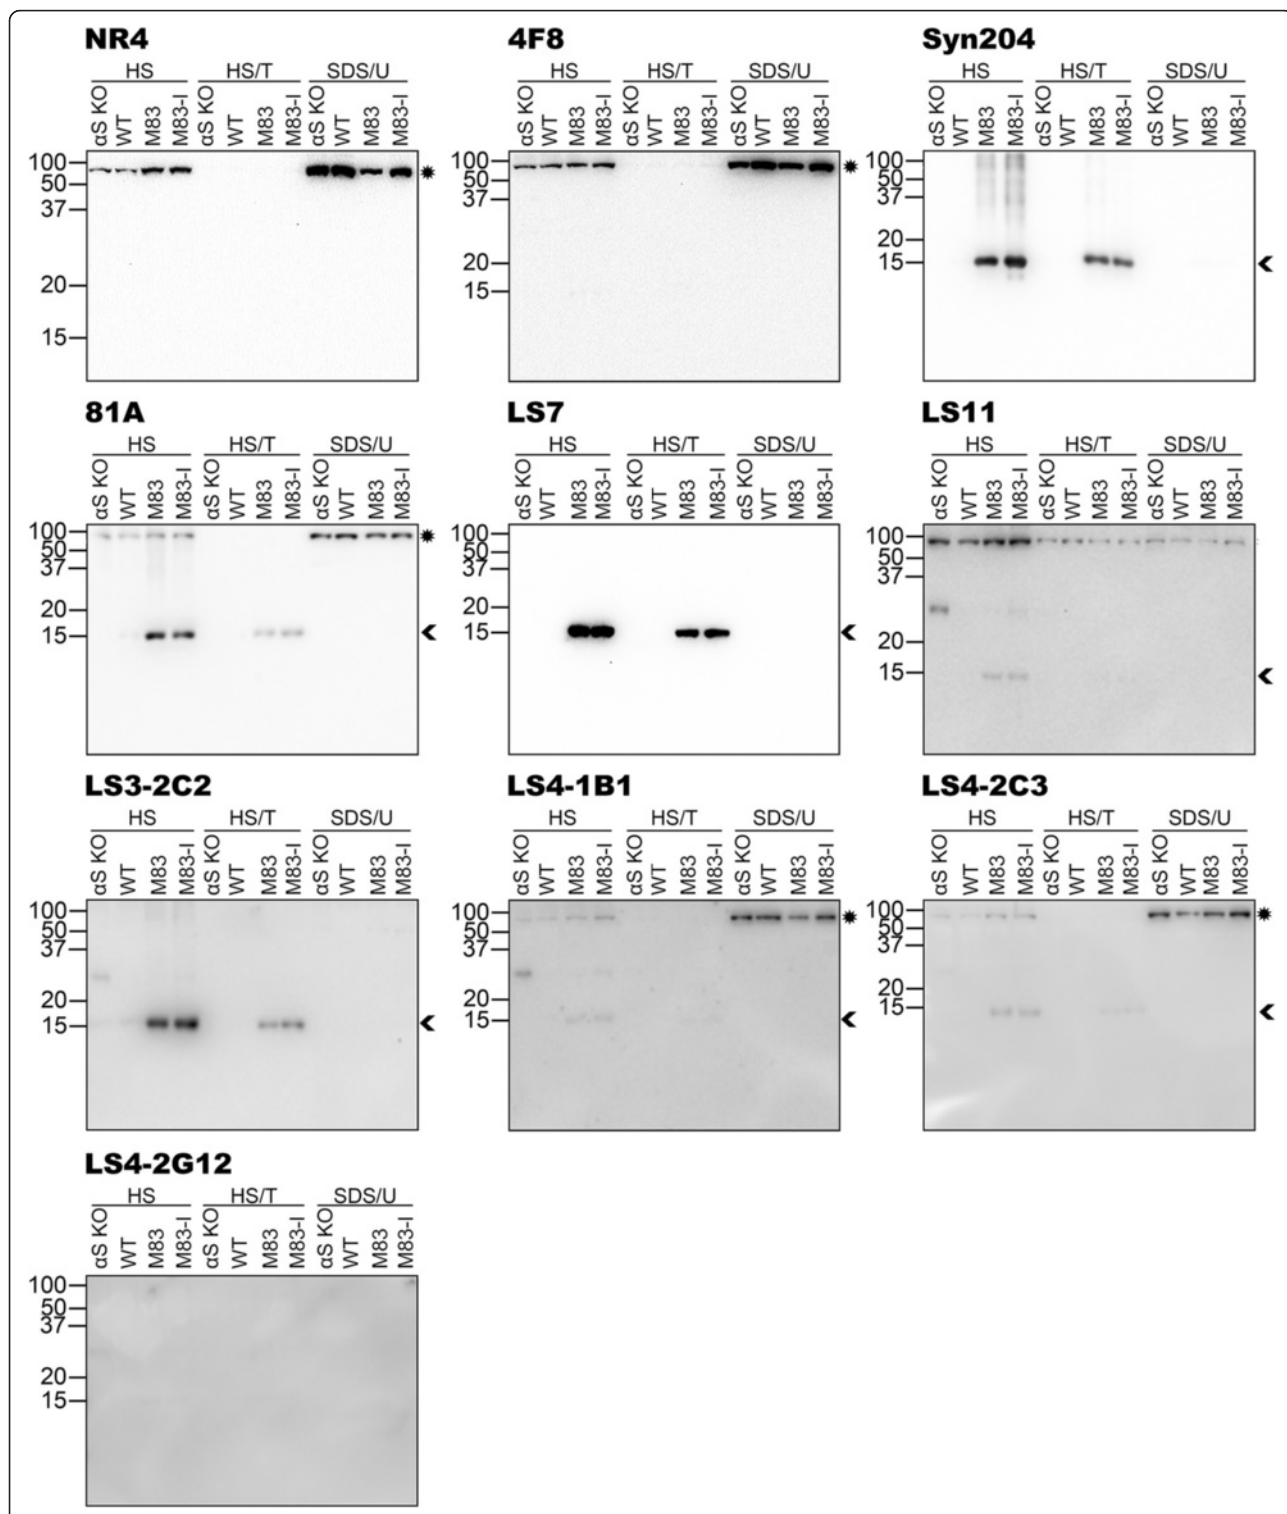 NR4
HS HS/T SDS/U
αS KO WT M83 M83-I αS KO WT M83 M83-I αS KO WT M83 M83-I
100
50
37
20
15
4F8
HS HS/T SDS/U
αS KO WT M83 M83-I αS KO WT M83 M83-I αS KO WT M83 M83-I
100
50
37
20
15
Syn204
HS HS/T SDS/U
αS KO WT M83 M83-I αS KO WT M83 M83-I αS KO WT M83 M83-I
100
50
37
20
15
81A
HS HS/T SDS/U
αS KO WT M83 M83-I αS KO WT M83 M83-I αS KO WT M83 M83-I
100
50
37
20
15
LS7
HS HS/T SDS/U
αS KO WT M83 M83-I αS KO WT M83 M83-I αS KO WT M83 M83-I
100
50
37
20
15
LS11
HS HS/T SDS/U
αS KO WT M83 M83-I αS KO WT M83 M83-I αS KO WT M83 M83-I
100
50
37
20
15
LS3-2C2
HS HS/T SDS/U
αS KO WT M83 M83-I αS KO WT M83 M83-I αS KO WT M83 M83-I
100
50
37
20
15
LS4-1B1
HS HS/T SDS/U
αS KO WT M83 M83-I αS KO WT M83 M83-I αS KO WT M83 M83-I
100
50
37
20
15
LS4-2C3
HS HS/T SDS/U
αS KO WT M83 M83-I αS KO WT M83 M83-I αS KO WT M83 M83-I
100
50
37
20
15
LS4-2G12
HS HS/T SDS/U
αS KO WT M83 M83-I αS KO WT M83 M83-I αS KO WT M83 M83-I
100
50
37
20
15